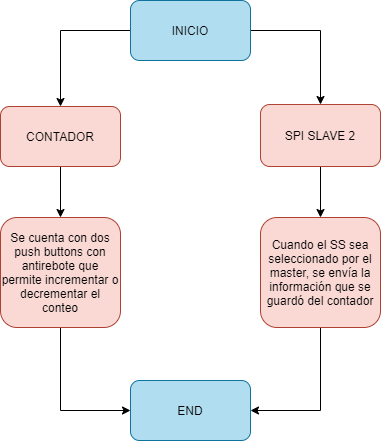 INICIO
CONTADOR
SPI SLAVE 2
Se cuenta con dos
push buttons con
antirebote que
permite incrementar o
decrementar el
conteo
Cuando el SS sea
seleccionado por el
master, se envía la
información que se
guardó del contador
END